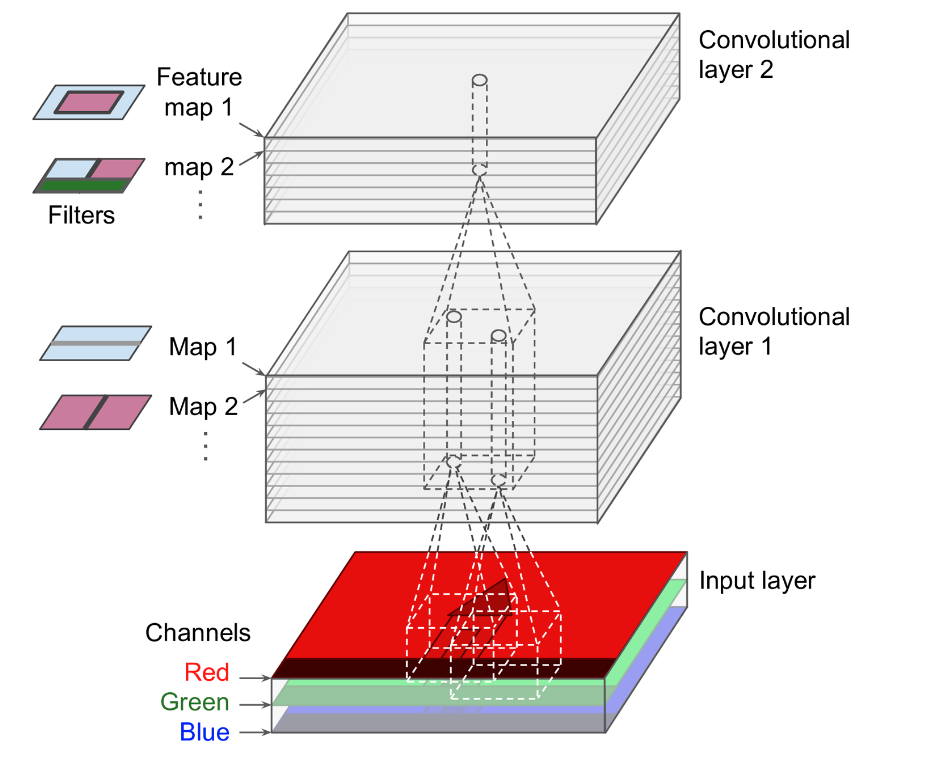 Convolutional
layer 2
Feature
map 1
map 2
Filters
Convolutional
layer 1
Map 1
Map 2
Input layer
Channels
Red
Green
Blue